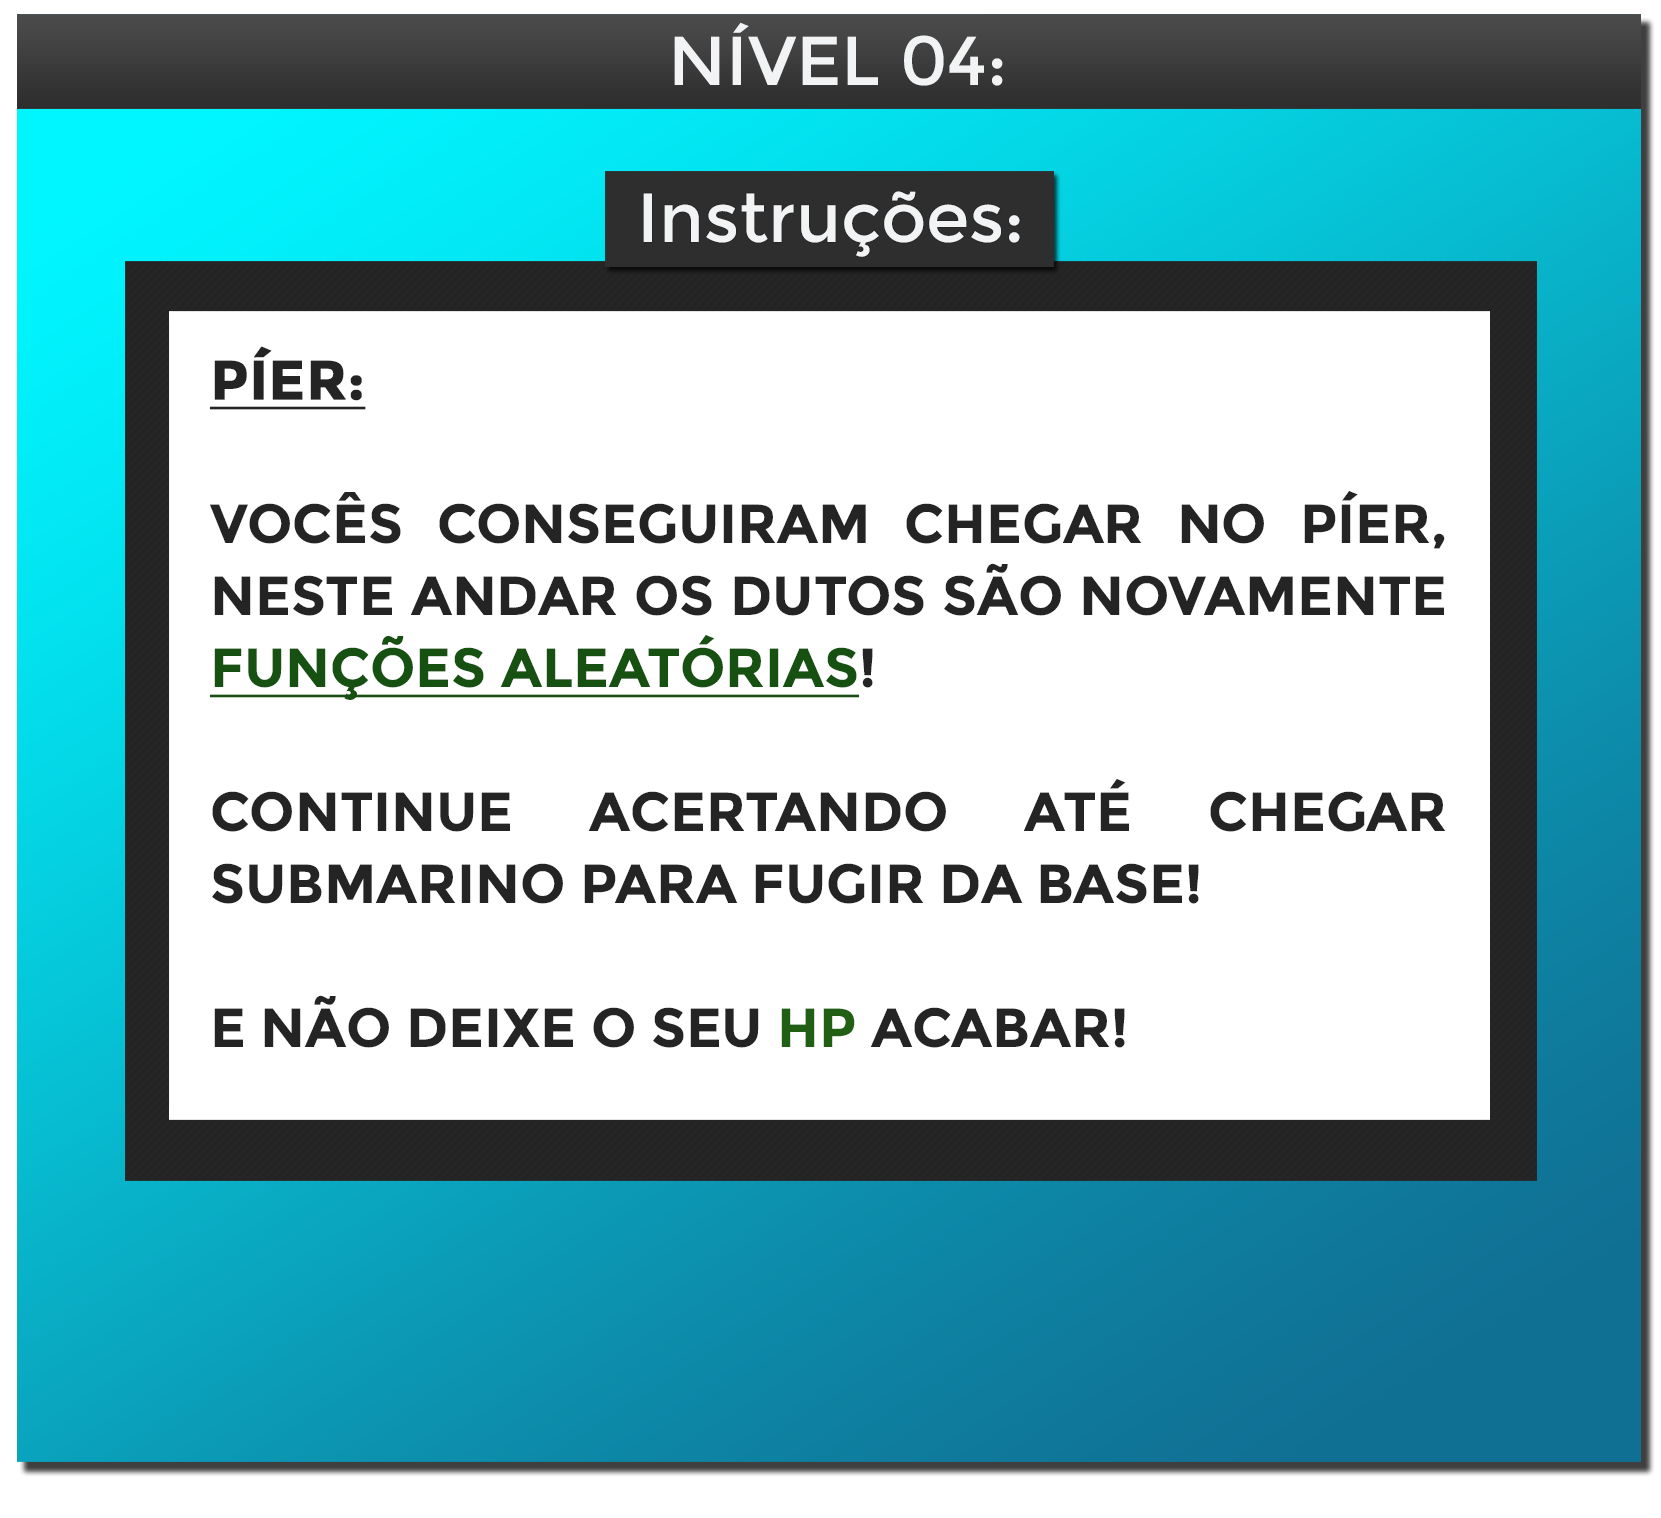 NÍVEL 04:
Instruções:
PÍER:
VOCÊS CONSEGUIRAM CHEGAR NO PÍER,
NESTE ANDAR OS DUTOS SÃO NOVAMENTE
FUNÇÕES ALEATÓRIAS!
CONTINUE ACERTANDO ATÉ CHEGAR
SUBMARINO PARA FUGIR DA BASE!
E NÃO DEIXE O SEU HP ACABAR!